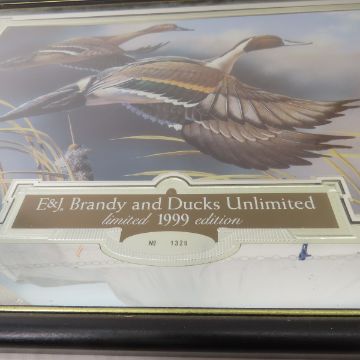 E&J Brandy and Ducks Unlimited
limited 1999 edition
№ 1328